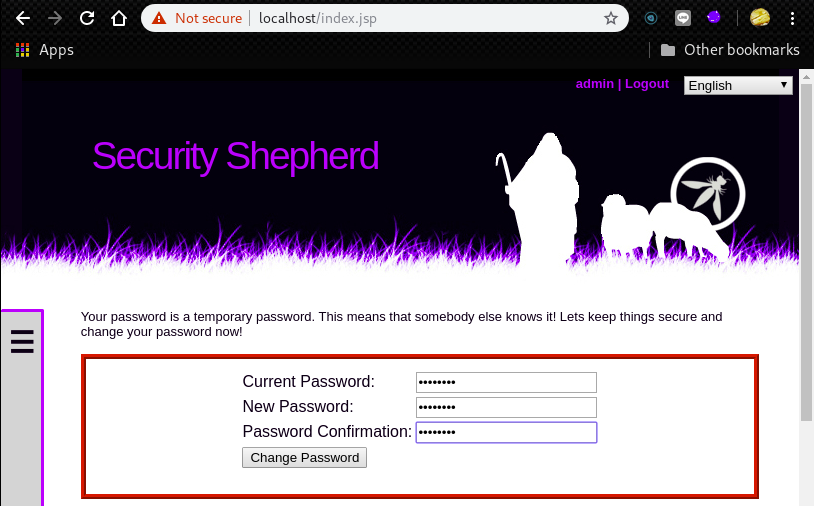 Not secure localhost/index.jsp
Apps Other bookmarks
admin | Logout English
Security Shepherd
Your password is a temporary password. This means that somebody else knows it! Lets keep things secure and
change your password now!
Current Password: ••••••••
New Password: ••••••••
Password Confirmation: ••••••••
Change Password